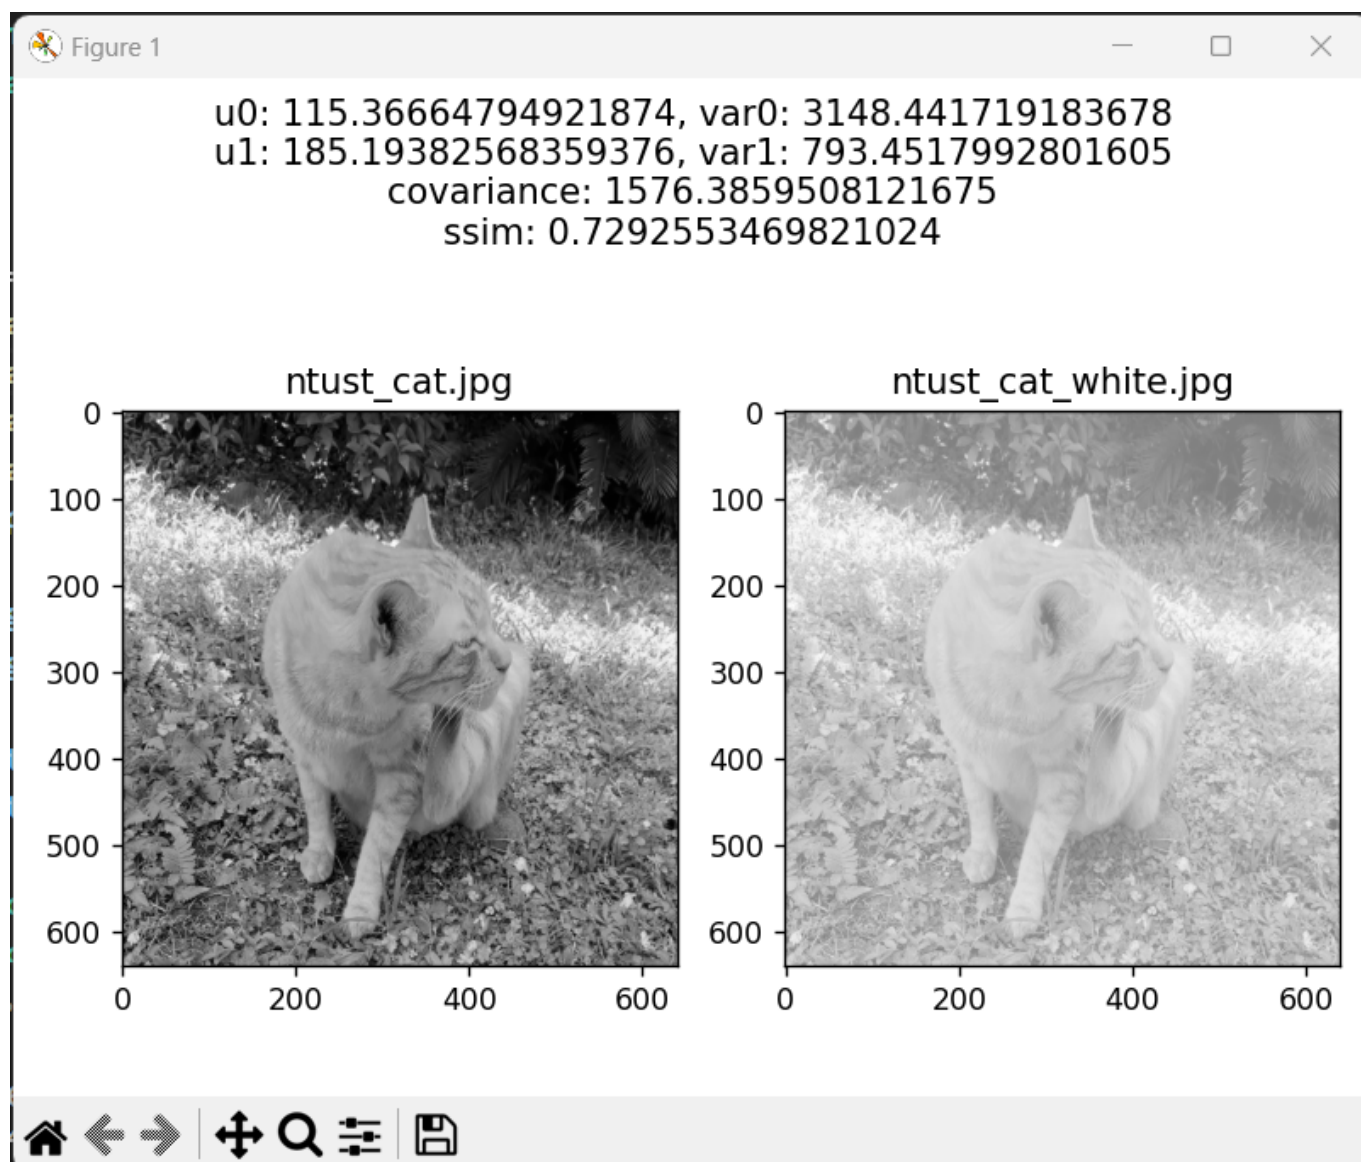 Figure 1
u0: 115.36664794921874, var0: 3148.441719183678
u1: 185.19382568359376, var1: 793.4517992801605
covariance: 1576.3859508121675
ssim: 0.7292553469821024
ntust_cat.jpg
0
100
200
300
400
500
600
0 200 400 600
ntust_cat_white.jpg
0
100
200
300
400
500
600
0 200 400 600